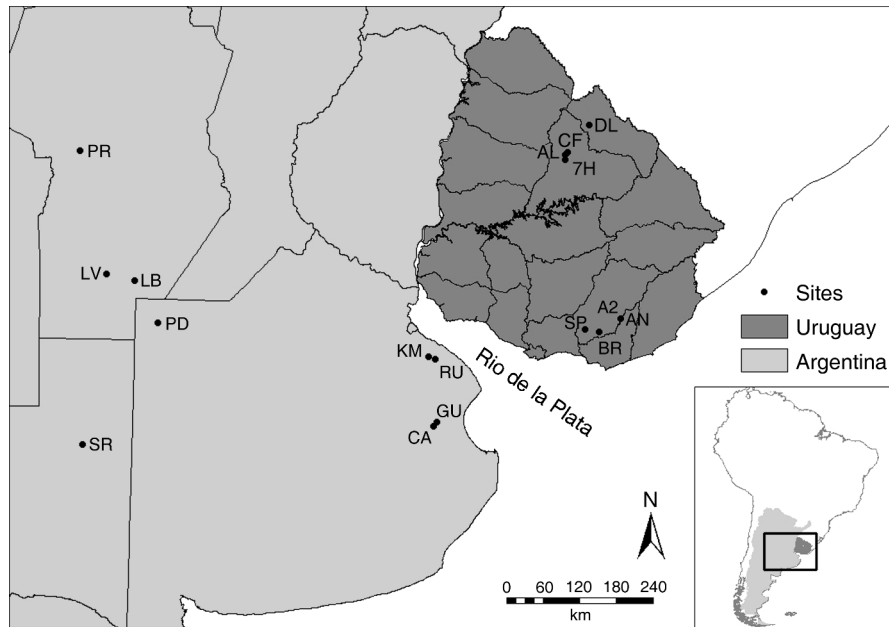 DL
CF
PR
AL
7H
LV
LB
A2
Sites
PD
SP
AN
Uruguay
BR
KM
RU
Argentina
Rio de la Plata
GU
CA
SR
N
0 60 120 180 240
km